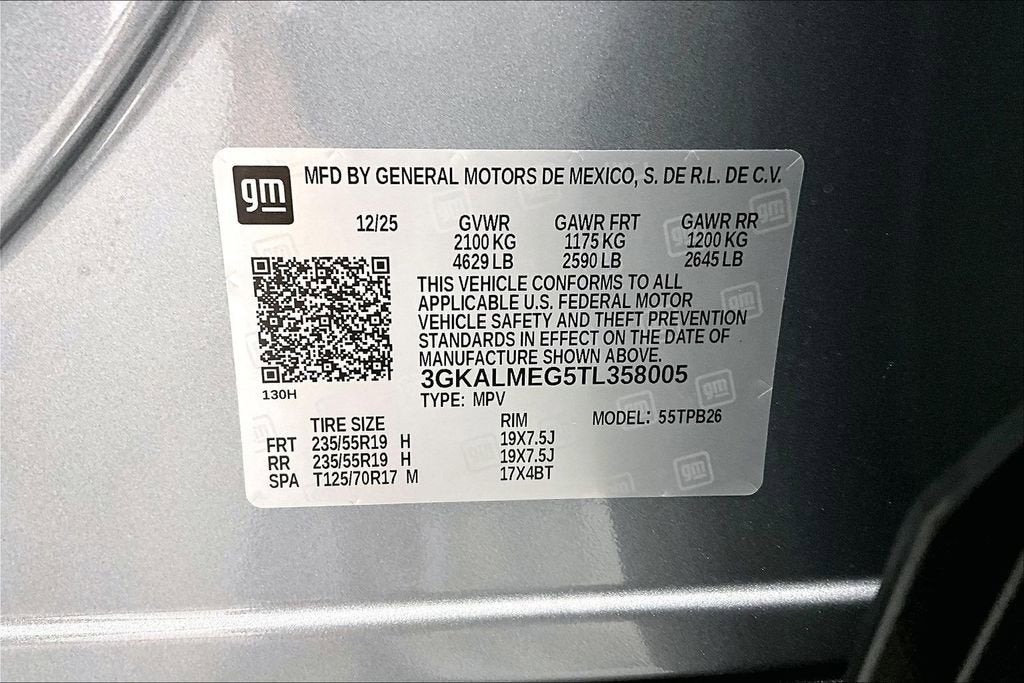 gm
MFD BY GENERAL MOTORS DE MEXICO, S. DE R.L. DE C.V.
12/25 GVWR GAWR FRT GAWR RR
2100 KG 1175 KG 1200 KG
4629 LB 2590 LB 2645 LB
THIS VEHICLE CONFORMS TO ALL
APPLICABLE U.S. FEDERAL MOTOR
VEHICLE SAFETY AND THEFT PREVENTION
STANDARDS IN EFFECT ON THE DATE OF
MANUFACTURE SHOWN ABOVE.
3GKALMEG5TL358005
130H
TYPE: MPV
TIRE SIZE RIM MODEL: 55TPB26
FRT 235/55R19 H 19X7.5J
RR 235/55R19 H 19X7.5J
SPA T125/70R17 M 17X4BT